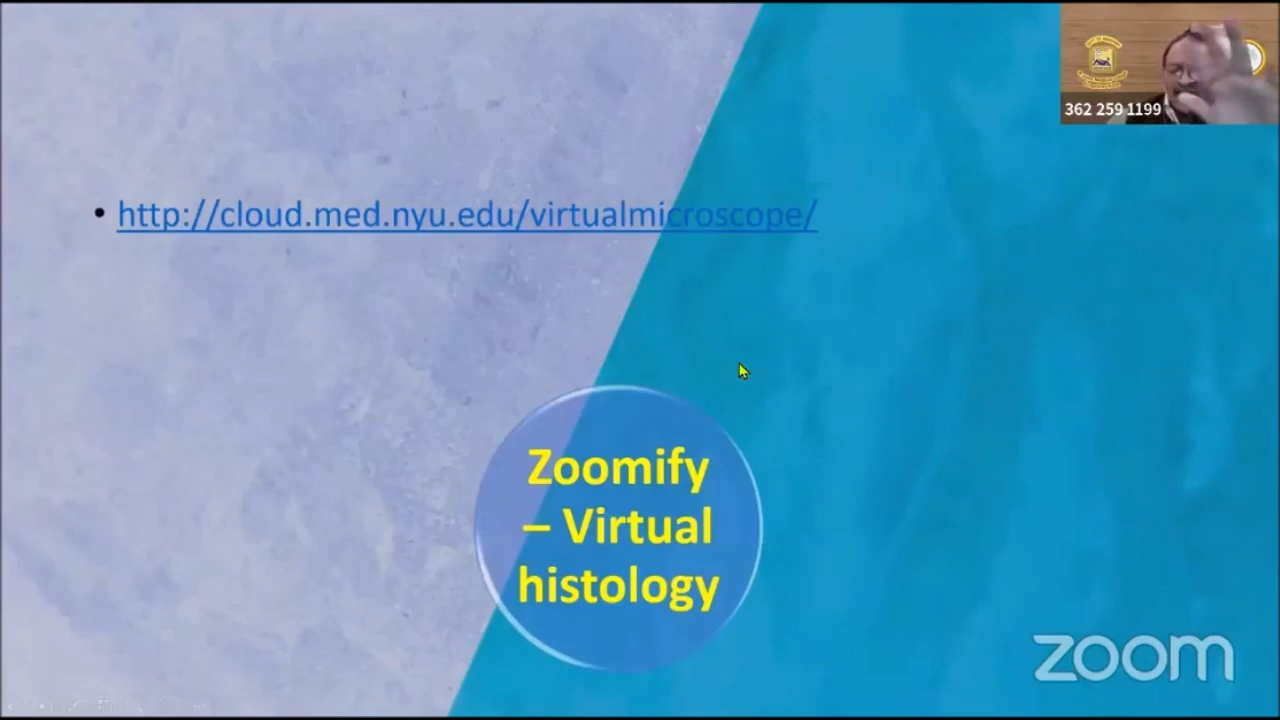 362 259 1199
• http://cloud.med.nyu.edu/virtualmicroscope/
Zoomify
– Virtual
histology
zoom